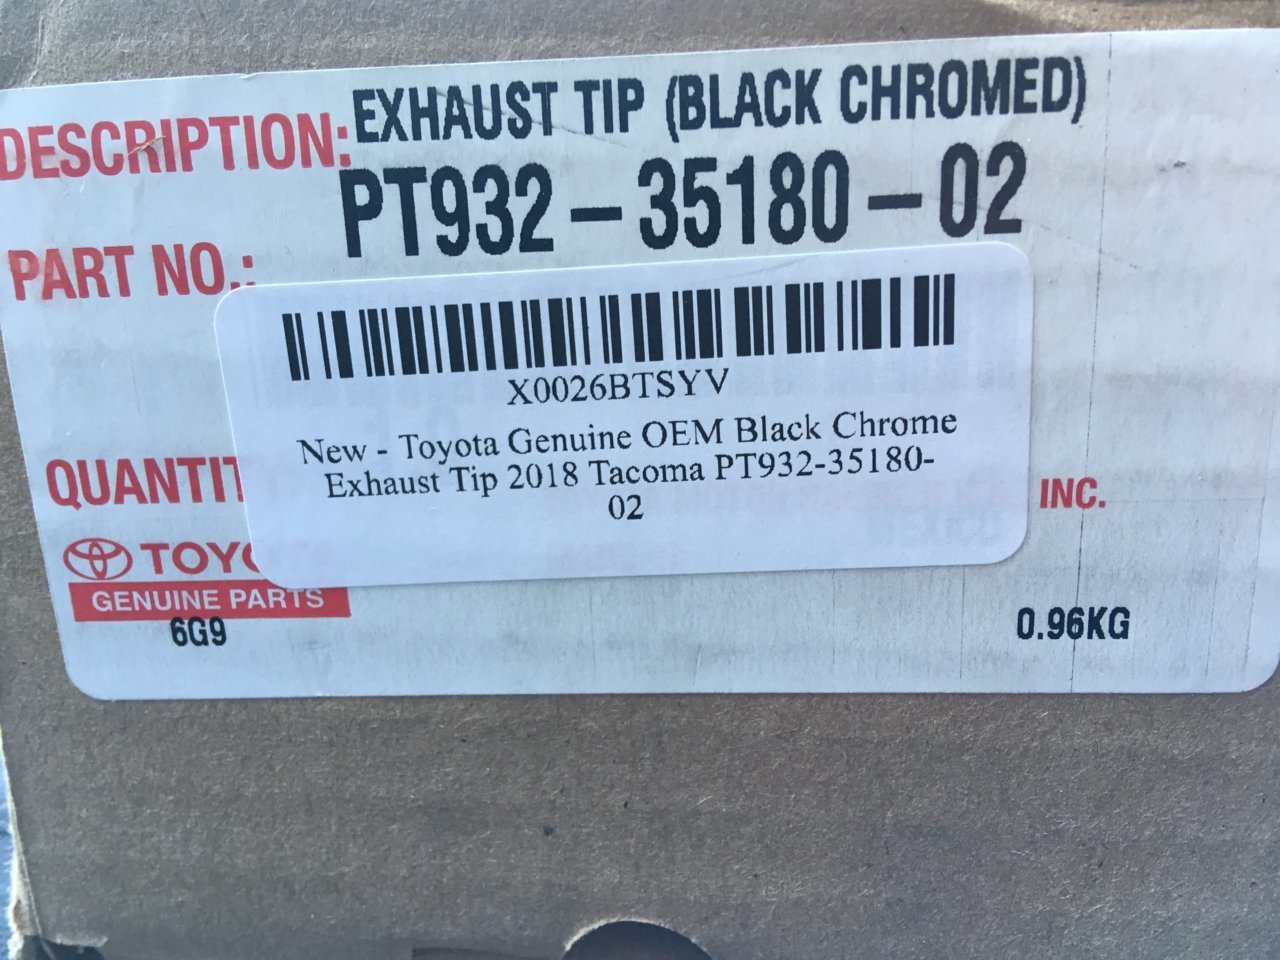 DESCRIPTION: EXHAUST TIP (BLACK CHROMED)
PT932-35180-02
PART NO.:
X0026BTSYV
New - Toyota Genuine OEM Black Chrome
Exhaust Tip 2018 Tacoma PT932-35180-
02
QUANTIT
INC.
TOYO
GENUINE PARTS
6G9
0.96KG